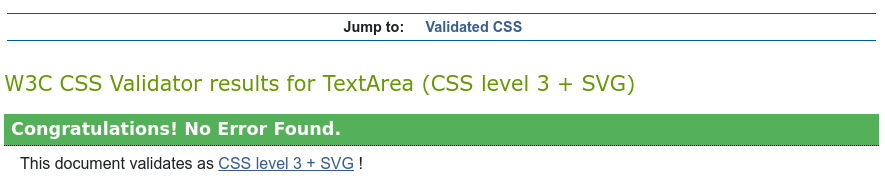 Jump to: Validated CSS
W3C CSS Validator results for TextArea (CSS level 3 + SVG)
Congratulations! No Error Found.
This document validates as CSS level 3 + SVG !